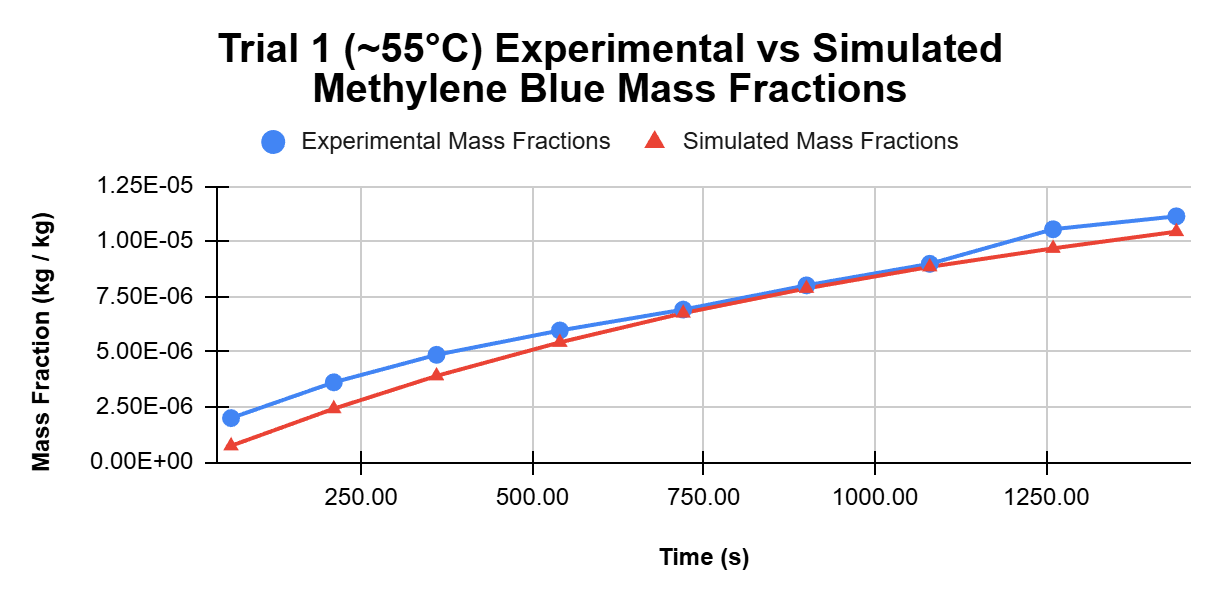 Trial 1 (~55°C) Experimental vs Simulated
Methylene Blue Mass Fractions
Experimental Mass Fractions
Simulated Mass Fractions
Mass Fraction (kg / kg)
1.25E-05
1.00E-05
7.50E-06
5.00E-06
2.50E-06
0.00E+00
250.00
500.00
750.00
1000.00
1250.00
Time (s)